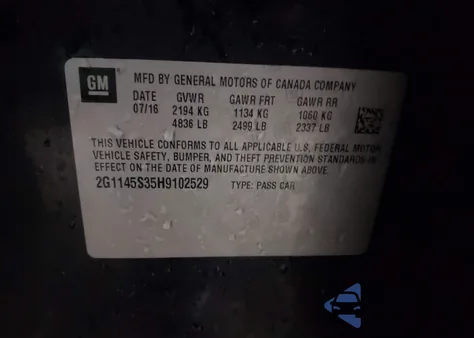 GM MFD BY GENERAL MOTORS OF CANADA COMPANY
DATE GVWR GAWR FRT GAWR RR
07/16 2194 KG 1134 KG 1060 KG
4836 LB 2499 LB 2337 LB
THIS VEHICLE CONFORMS TO ALL APPLICABLE U.S. FEDERAL MOTOR
VEHICLE SAFETY, BUMPER, AND THEFT PREVENTION STANDARDS IN
EFFECT ON THE DATE OF MANUFACTURE SHOWN ABOVE.
2G1145S35H9102529 TYPE: PASS CAR